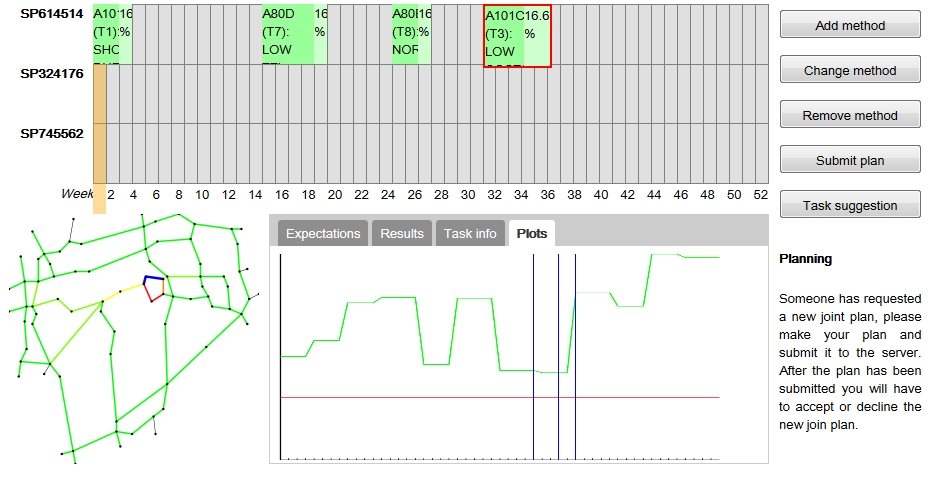 SP614514
A10 16
(T1): %
SHO
A80D 16
(T7): %
LOW
A80 16
(T8): %
NOR
A101C 16.6
(T3): %
LOW
SP324176
SP745562
Week 2 4 6 8 10 12 14 16 18 20 22 24 26 28 30 32 34 36 38 40 42 44 46 48 50 52
Add method
Change method
Remove method
Submit plan
Task suggestion
Expectations Results Task info Plots
Planning
Someone has requested
a new joint plan, please
make your plan and
submit it to the server.
After the plan has been
submitted you will have
to accept or decline the
new join plan.